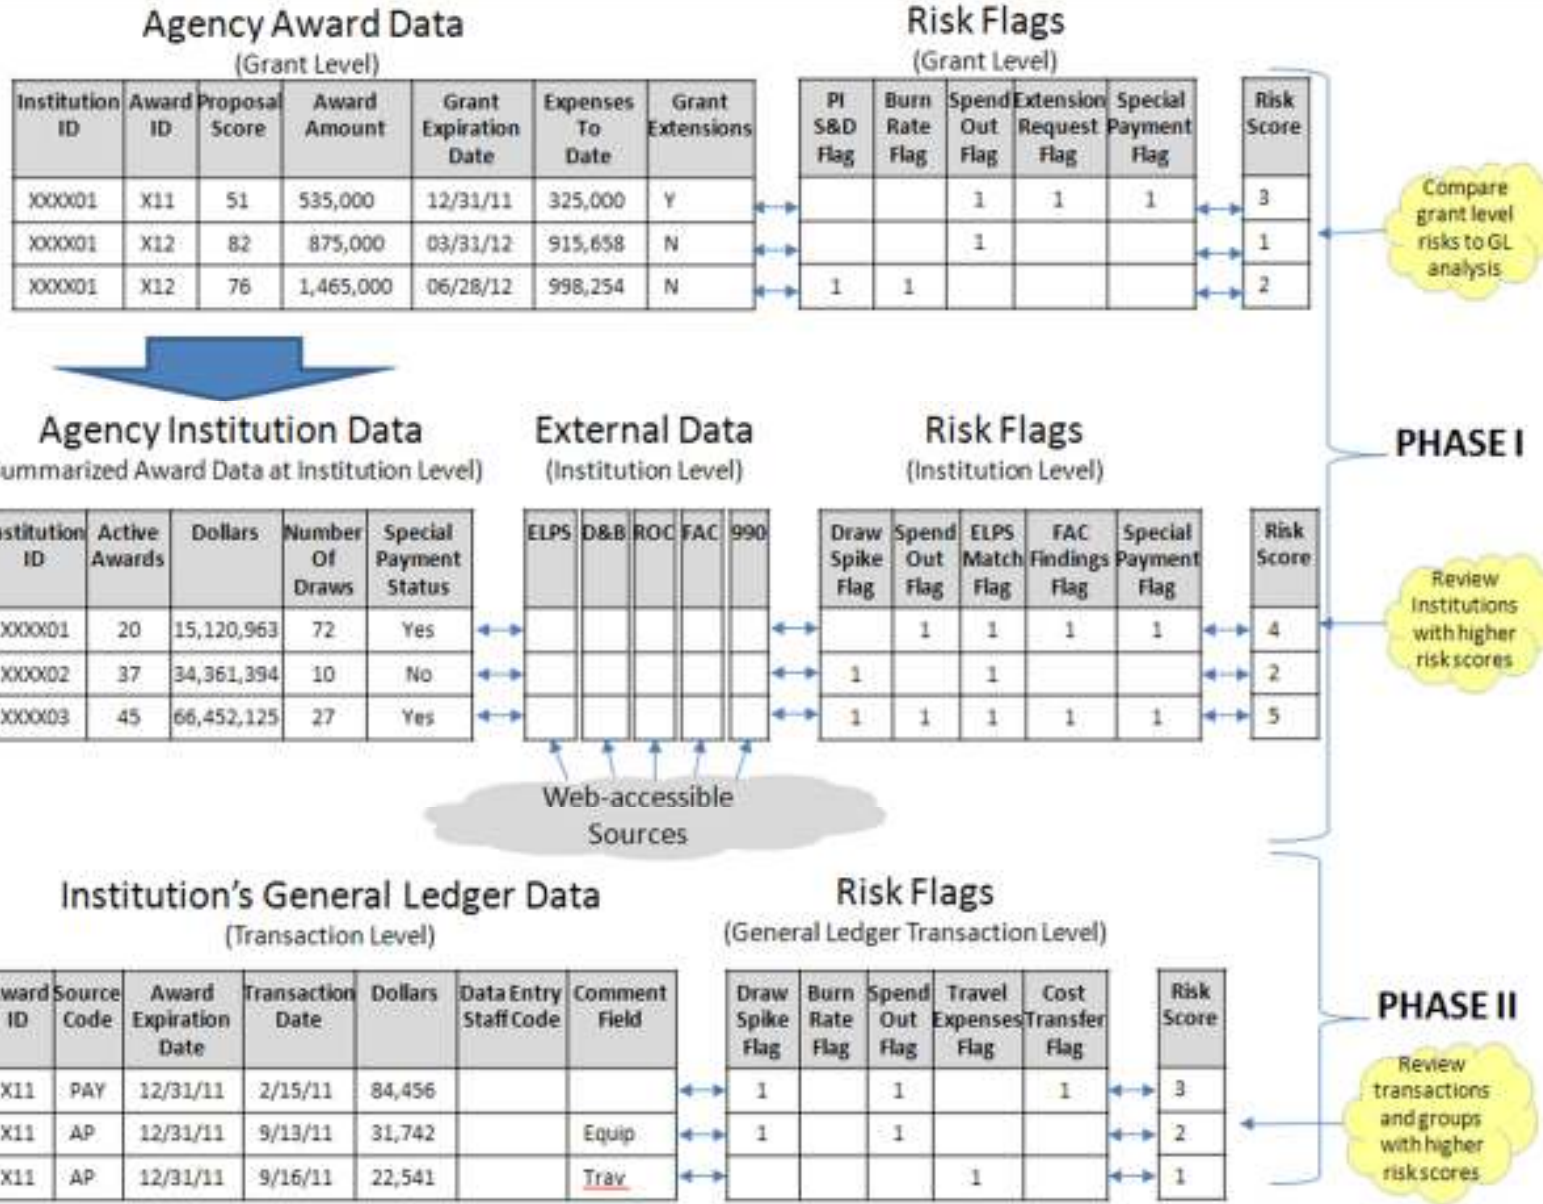 Agency Award Data
(Grant Level)
Risk Flags
(Grant Level)
Institution ID | Award ID | Proposal Score | Award Amount | Grant Expiration Date | Expenses To Date | Grant Extensions | PI S&D Flag | Burn Rate Flag | Spend Out Flag | Extension Request Flag | Special Payment Flag | Risk Score
XXXX01 X11 51 535,000 12/31/11 325,000 Y 1 1 1 3
XXXX01 X12 82 875,000 03/31/12 915,658 N 1 1
XXXX01 X12 76 1,465,000 06/28/12 998,254 N 1 1 2
Compare
grant level
risks to GL
analysis
PHASE I
Agency Institution Data
ummarized Award Data at Institution Level)
External Data
(Institution Level)
Risk Flags
(Institution Level)
stitution ID | Active Awards | Dollars | Number Of Draws | Special Payment Status | ELPS | D&B | ROC | FAC | 990 | Draw Spike Flag | Spend Out Flag | ELPS Match Flag | FAC Findings Flag | Special Payment Flag | Risk Score
XXXX01 20 15,120,963 72 Yes 1 1 1 1 4
XXXX02 37 34,361,394 10 No 1 1 2
XXXX03 45 66,452,125 27 Yes 1 1 1 1 1 5
Review
Institutions
with higher
risk scores
Web-accessible
Sources
Institution's General Ledger Data
(Transaction Level)
Risk Flags
(General Ledger Transaction Level)
ward ID | Source Code | Award Expiration Date | Transaction Date | Dollars | Data Entry Staff Code | Comment Field | Draw Spike Flag | Burn Rate Flag | Spend Out Flag | Travel Expenses Flag | Cost Transfer Flag | Risk Score
X11 PAY 12/31/11 2/15/11 84,456 1 1 1 3
X11 AP 12/31/11 9/13/11 31,742 Equip 1 1 2
X11 AP 12/31/11 9/16/11 22,541 Trav 1 1
PHASE II
Review
transactions
and groups
with higher
risk scores